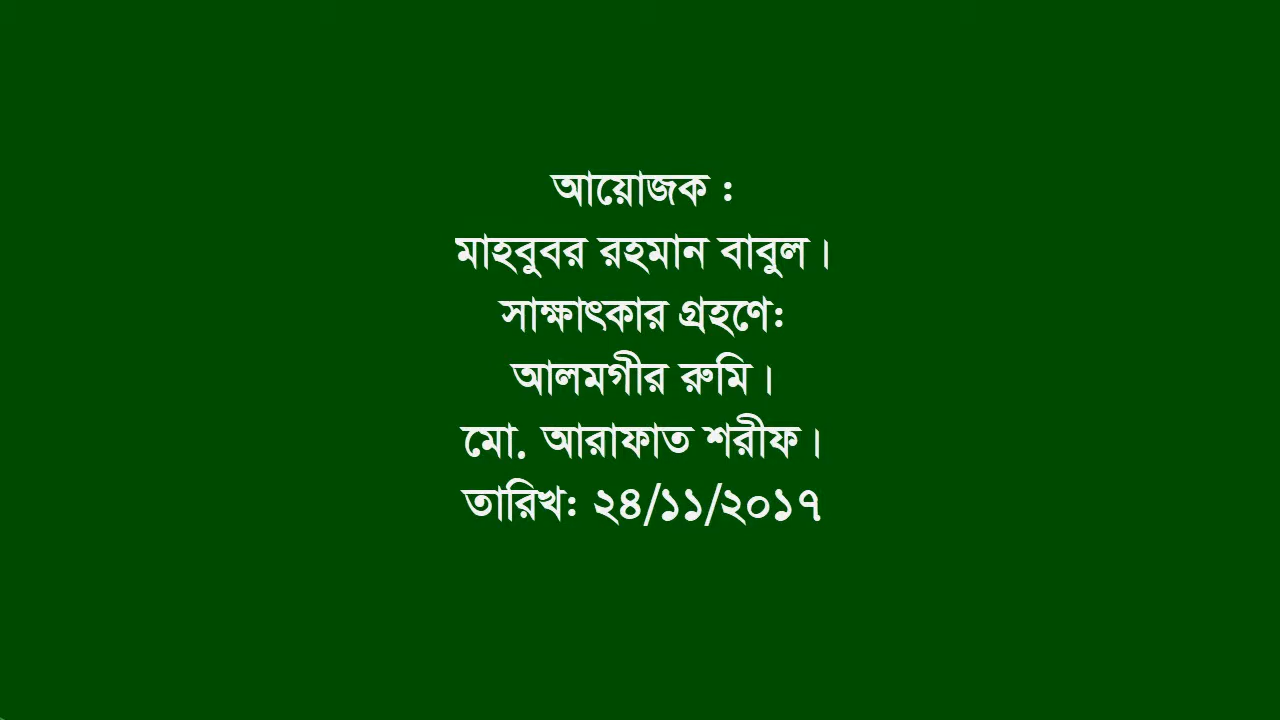 আয়োজক :
মাহবুবর রহমান বাবুল।
সাক্ষাৎকার গ্রহণে:
আলমগীর রুমি।
মো. আরাফাত শরীফ।
তারিখ: ২৪/১১/২০১৭